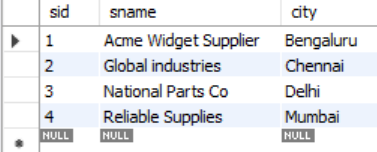 sid sname city
1 Acme Widget Supplier Bengaluru
2 Global industries Chennai
3 National Parts Co Delhi
4 Reliable Supplies Mumbai
NULL NULL NULL